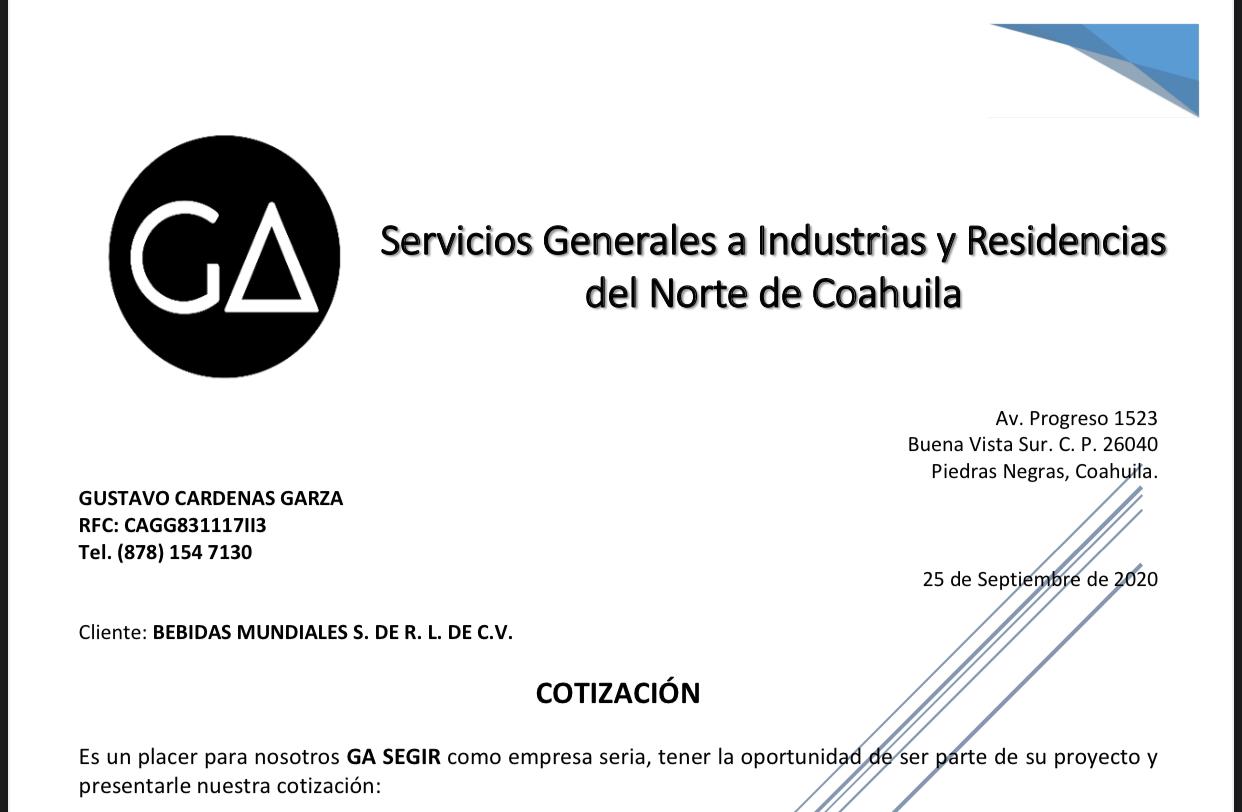 GA
Servicios Generales a Industrias y Residencias
del Norte de Coahuila
Av. Progreso 1523
Buena Vista Sur. C. P. 26040
Piedras Negras, Coahuila.
GUSTAVO CARDENAS GARZA
RFC: CAGG831117II3
Tel. (878) 154 7130
25 de Septiembre de 2020
Cliente: BEBIDAS MUNDIALES S. DE R. L. DE C.V.
COTIZACIÓN
Es un placer para nosotros GA SEGIR como empresa seria, tener la oportunidad de ser parte de su proyecto y
presentarle nuestra cotización: